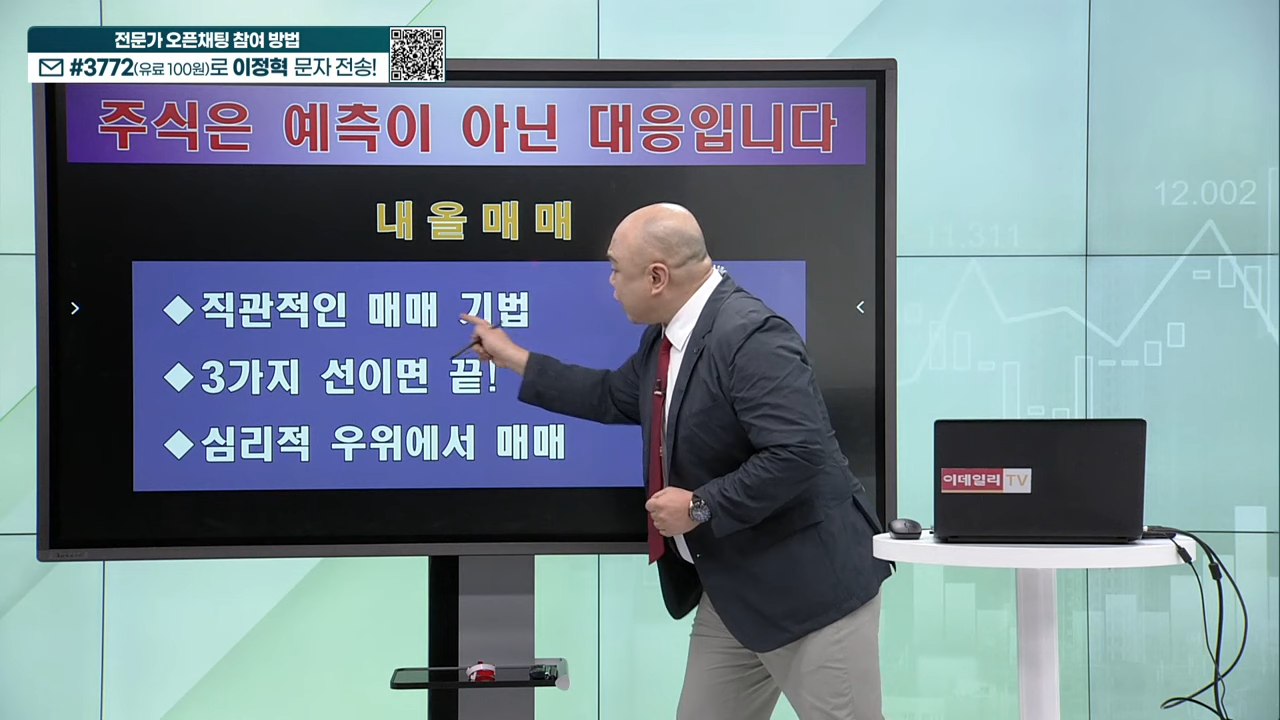 전문가 오픈채팅 참여 방법
#3772(유료 100원)로 이정혁 문자 전송!
주식은 예측이 아닌 대응입니다
내올매매
◆직관적인 매매 기법
◆3가지 선이면 끝!
◆심리적 우위에서 매매
12.002
11.311
이데일리 TV